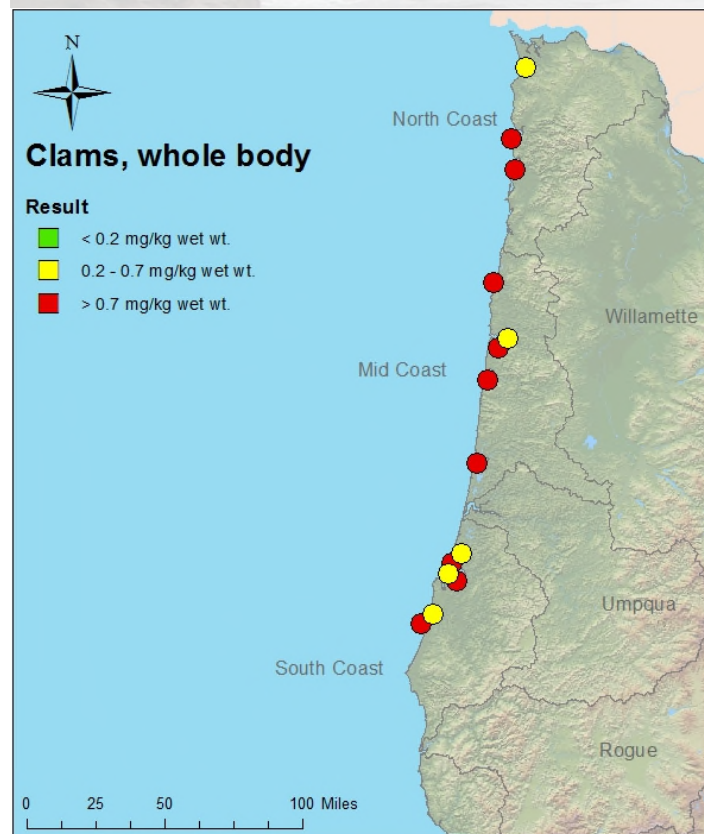 N
North Coast
Clams, whole body
Result
< 0.2 mg/kg wet wt.
0.2 - 0.7 mg/kg wet wt.
> 0.7 mg/kg wet wt.
Willamette
Mid Coast
Umpqua
South Coast
Rogue
0 25 50 100 Miles